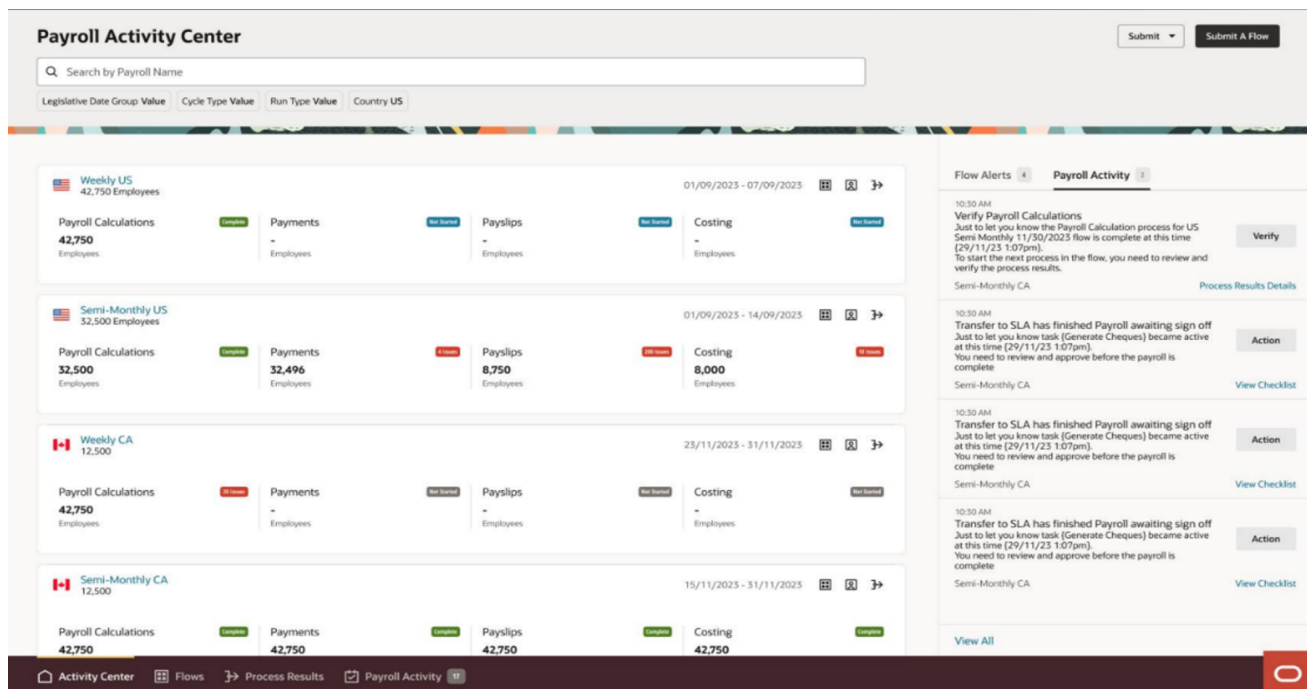 Payroll Activity Center
Submit
Submit A Flow
Search by Payroll Name
Legislative Date Group Value
Cycle Type Value
Run Type Value
Country US
Weekly US
42,750 Employees
01/09/2023 - 07/09/2023
Payroll Calculations
Complete
42,750
Employees
Payments
Not Started
-
Employees
Payslips
Not Started
-
Employees
Costing
Not Started
-
Employees
Semi-Monthly US
32,500 Employees
01/09/2023 - 14/09/2023
Payroll Calculations
Complete
32,500
Employees
Payments
4 Issues
32,496
Employees
Payslips
200 Issues
8,750
Employees
Costing
10 Issues
8,000
Employees
Weekly CA
12,500
23/11/2023 - 31/11/2023
Payroll Calculations
20 Issues
42,750
Employees
Payments
Not Started
-
Employees
Payslips
Not Started
-
Employees
Costing
Not Started
-
Employees
Semi-Monthly CA
12,500
15/11/2023 - 31/11/2023
Payroll Calculations
Complete
42,750
Payments
Complete
42,750
Payslips
Complete
42,750
Costing
Complete
42,750
Flow Alerts 4
Payroll Activity
10:30 AM
Verify Payroll Calculations
Just to let you know the Payroll Calculation process for US
Semi Monthly 11/30/2023 flow is complete at this time
{29/11/23 1:07pm}.
To start the next process in the flow, you need to review and
verify the process results.
Verify
Semi-Monthly CA
Process Results Details
10:30 AM
Transfer to SLA has finished Payroll awaiting sign off
Just to let you know task {Generate Cheques} became active
at this time {29/11/23 1:07pm}.
You need to review and approve before the payroll is
complete
Action
Semi-Monthly CA
View Checklist
10:30 AM
Transfer to SLA has finished Payroll awaiting sign off
Just to let you know task {Generate Cheques} became active
at this time {29/11/23 1:07pm}.
You need to review and approve before the payroll is
complete
Action
Semi-Monthly CA
View Checklist
10:30 AM
Transfer to SLA has finished Payroll awaiting sign off
Just to let you know task {Generate Cheques} became active
at this time {29/11/23 1:07pm}.
You need to review and approve before the payroll is
complete
Action
Semi-Monthly CA
View Checklist
View All
Activity Center
Flows
Process Results
Payroll Activity 17